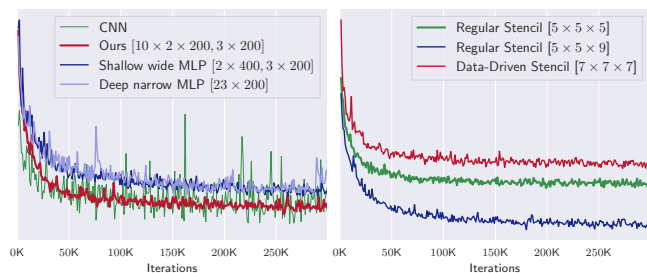 CNN
Ours [10 × 2 × 200, 3 × 200]
Shallow wide MLP [2 × 400, 3 × 200]
Deep narrow MLP [23 × 200]
0K 50K 100K 150K 200K 250K
Iterations
Regular Stencil [5 × 5 × 5]
Regular Stencil [5 × 5 × 9]
Data-Driven Stencil [7 × 7 × 7]
0K 50K 100K 150K 200K 250K
Iterations